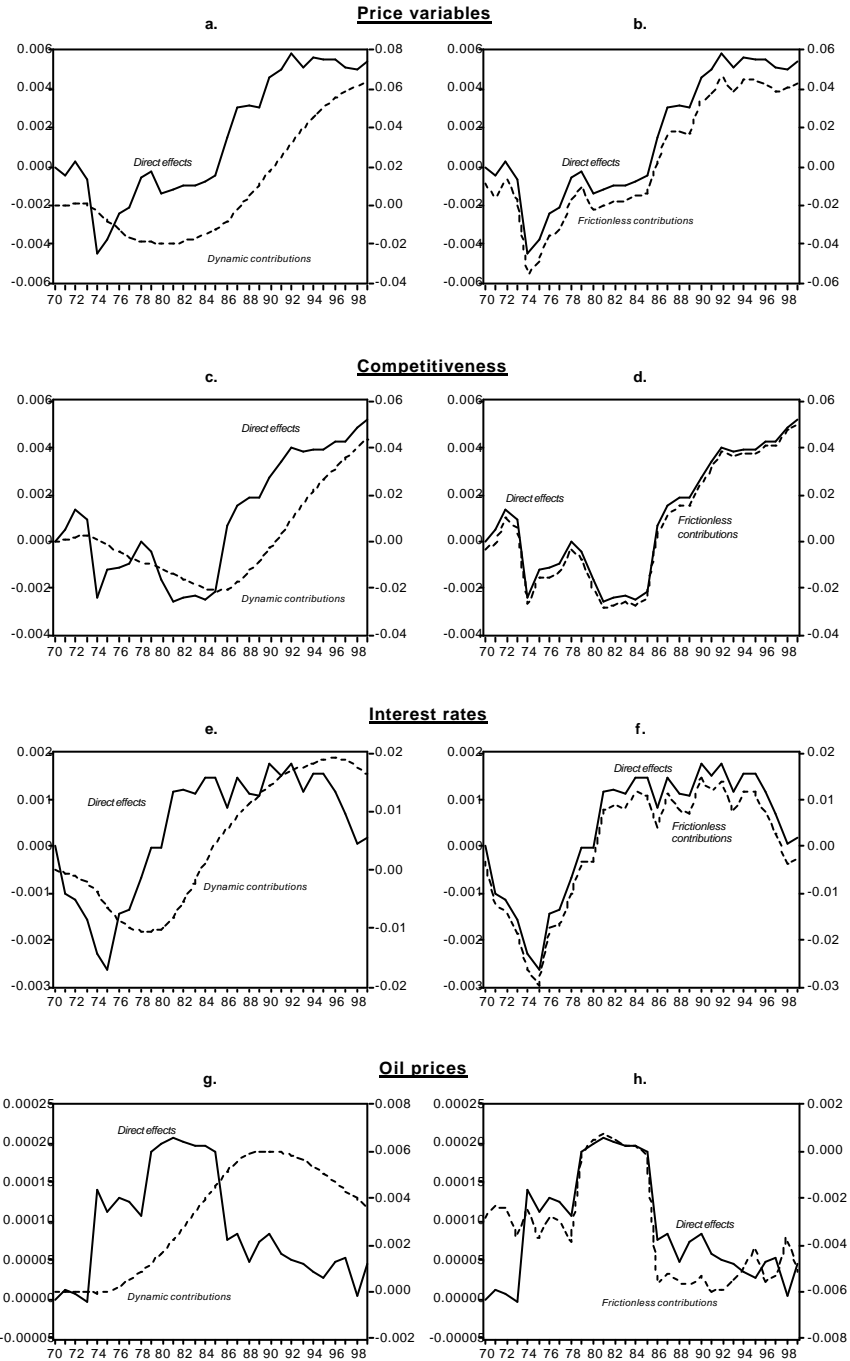 Price variables
a.
b.
0.006
0.004
0.002
0.000
-0.002
-0.004
-0.006
0.08
0.06
0.04
0.02
0.00
-0.02
-0.04
Direct effects
Dynamic contributions
70 72 74 76 78 80 82 84 86 88 90 92 94 96 98
0.006
0.004
0.002
0.000
-0.002
-0.004
-0.006
0.06
0.04
0.02
0.00
-0.02
-0.04
-0.06
Direct effects
Frictionless contributions
70 72 74 76 78 80 82 84 86 88 90 92 94 96 98
Competitiveness
c.
d.
0.006
0.004
0.002
0.000
-0.002
-0.004
0.06
0.04
0.02
0.00
-0.02
-0.04
Direct effects
Dynamic contributions
70 72 74 76 78 80 82 84 86 88 90 92 94 96 98
0.006
0.004
0.002
0.000
-0.002
-0.004
0.06
0.04
0.02
0.00
-0.02
-0.04
Direct effects
Frictionless
contributions
70 72 74 76 78 80 82 84 86 88 90 92 94 96 98
Interest rates
e.
f.
0.002
0.001
0.000
-0.001
-0.002
-0.003
0.02
0.01
0.00
-0.01
-0.02
Direct effects
Dynamic contributions
70 72 74 76 78 80 82 84 86 88 90 92 94 96 98
0.002
0.001
0.000
-0.001
-0.002
-0.003
0.02
0.01
0.00
-0.01
-0.02
-0.03
Direct effects
Frictionless
contributions
70 72 74 76 78 80 82 84 86 88 90 92 94 96 98
Oil prices
g.
h.
0.00025
0.00020
0.00015
0.00010
0.00005
0.00000
-0.00005
0.008
0.006
0.004
0.002
0.000
-0.002
Direct effects
Dynamic contributions
70 72 74 76 78 80 82 84 86 88 90 92 94 96 98
0.00025
0.00020
0.00015
0.00010
0.00005
0.00000
-0.00005
0.002
0.000
-0.002
-0.004
-0.006
-0.008
Direct effects
Frictionless contributions
70 72 74 76 78 80 82 84 86 88 90 92 94 96 98